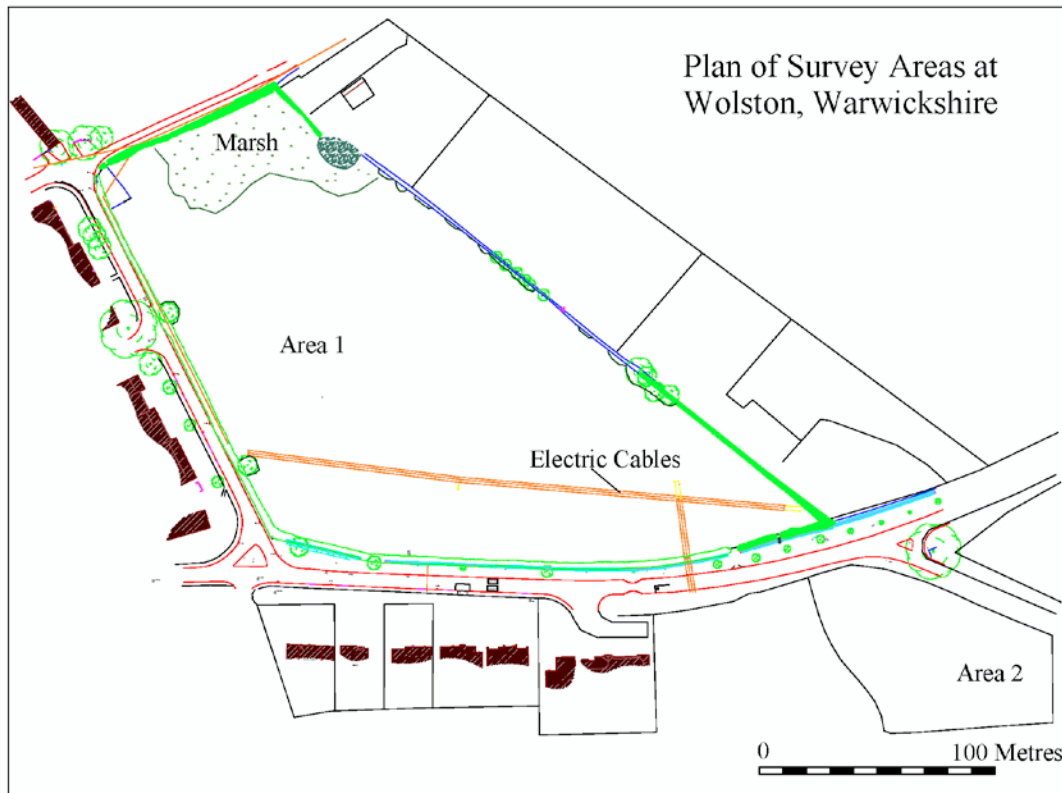 Plan of Survey Areas at
Wolston, Warwickshire
Marsh
Area 1
Electric Cables
Area 2
0
100 Metres